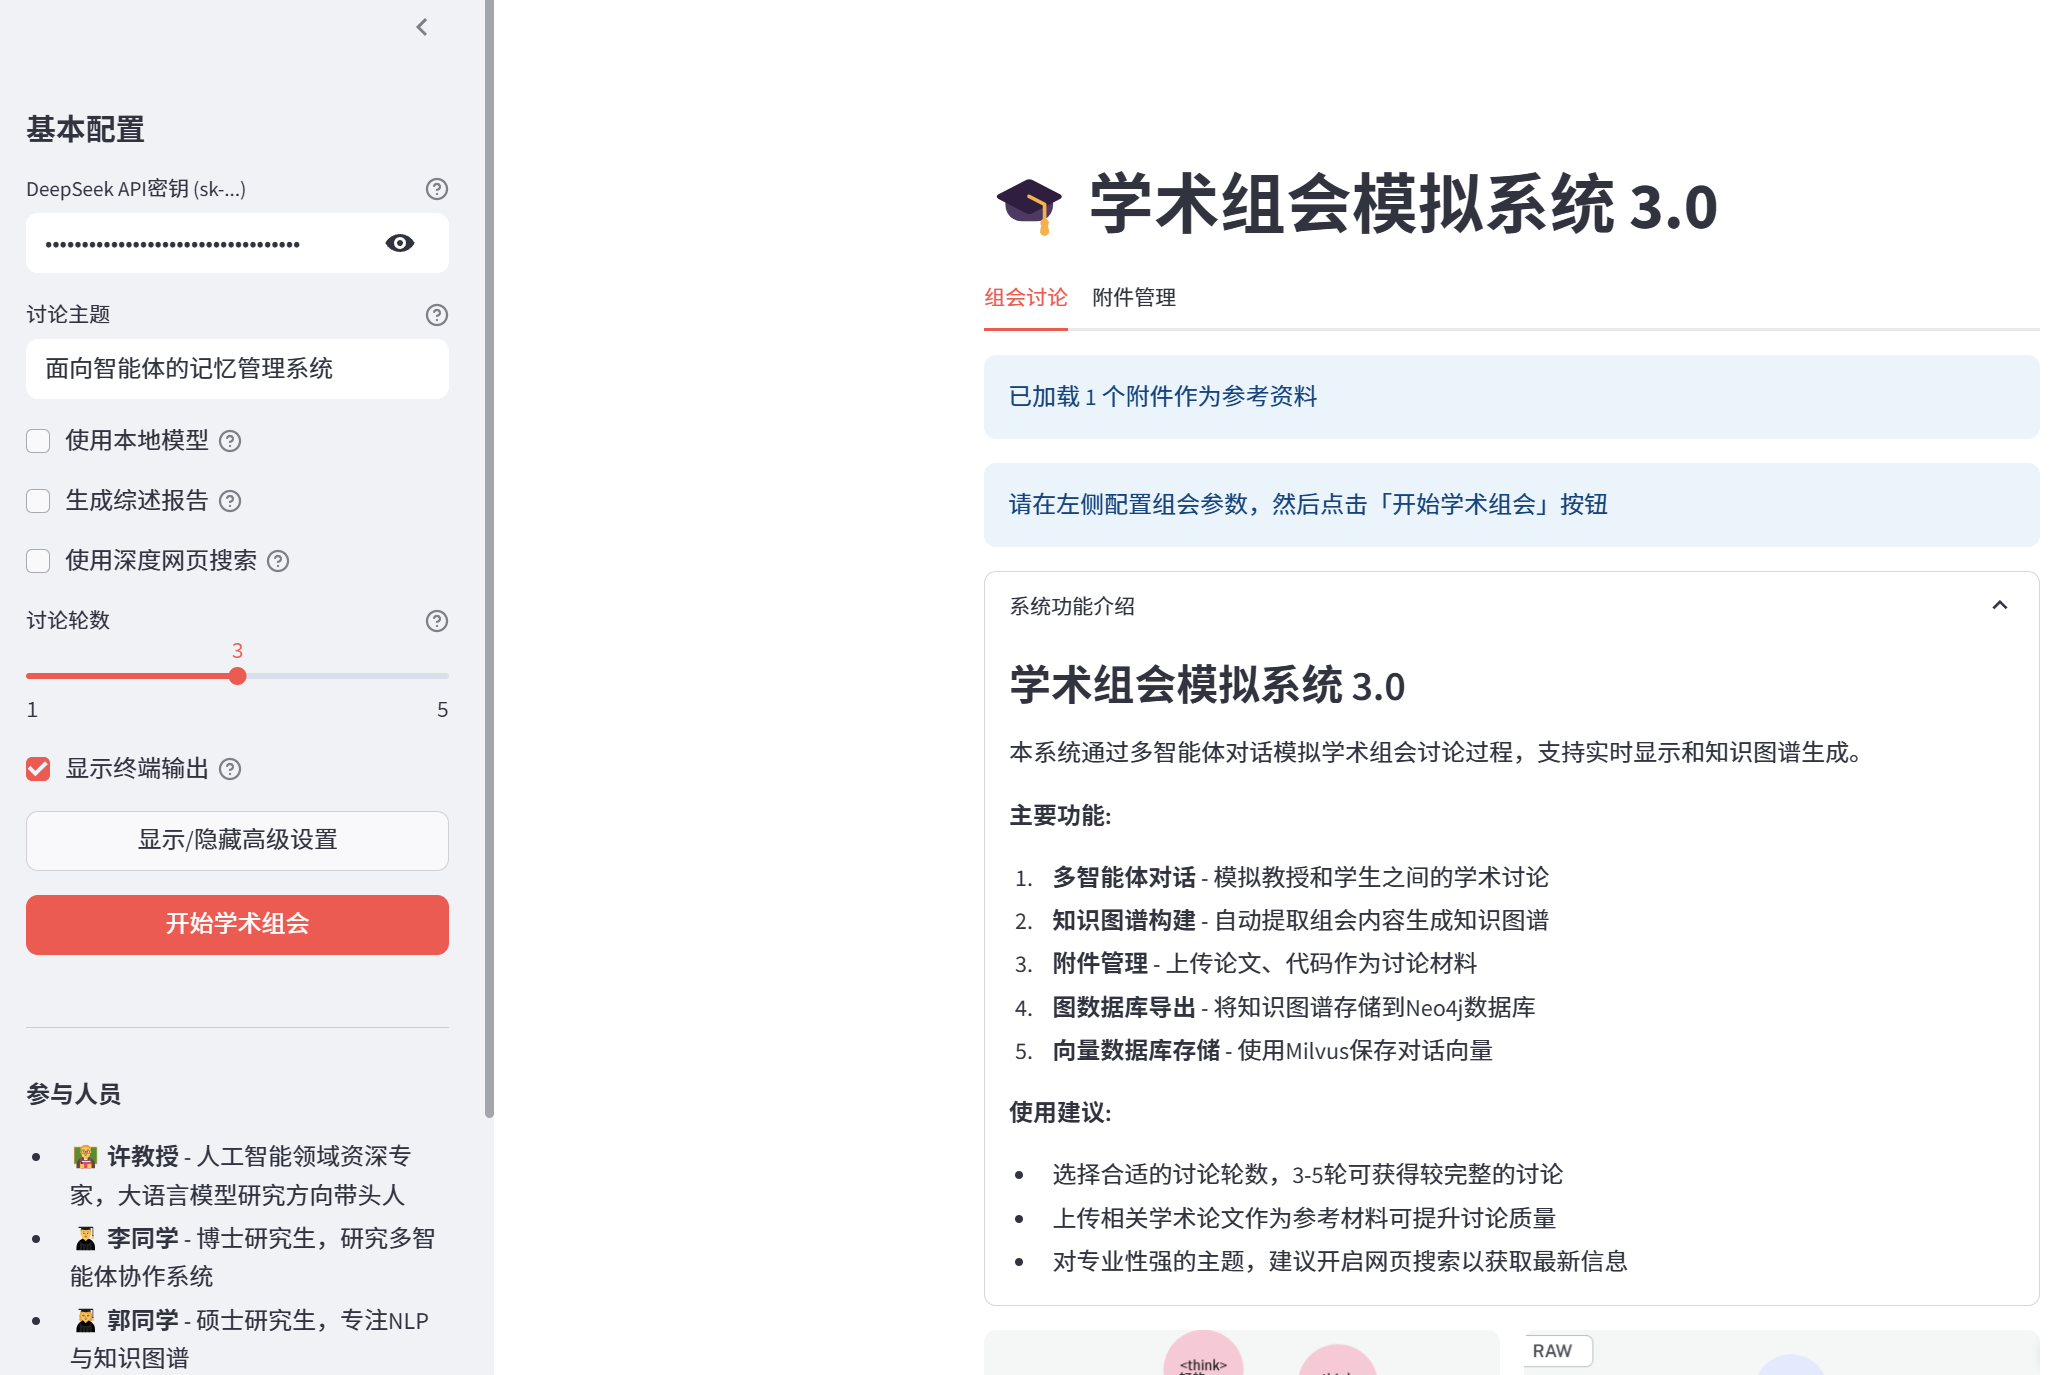 基本配置
DeepSeek API密钥 (sk-...)
••••••••••••••••••••••••••••••••••••
讨论主题
面向智能体的记忆管理系统
使用本地模型
生成综述报告
使用深度网页搜索
讨论轮数
3
1 5
显示终端输出
显示/隐藏高级设置
开始学术组会
参与人员
许教授 - 人工智能领域资深专
家，大语言模型研究方向带头人
李同学 - 博士研究生，研究多智
能体协作系统
郭同学 - 硕士研究生，专注NLP
与知识图谱
学术组会模拟系统 3.0
组会讨论 附件管理
已加载 1 个附件作为参考资料
请在左侧配置组会参数，然后点击「开始学术组会」按钮
系统功能介绍
学术组会模拟系统 3.0
本系统通过多智能体对话模拟学术组会讨论过程，支持实时显示和知识图谱生成。
主要功能:
1. 多智能体对话 - 模拟教授和学生之间的学术讨论
2. 知识图谱构建 - 自动提取组会内容生成知识图谱
3. 附件管理 - 上传论文、代码作为讨论材料
4. 图数据库导出 - 将知识图谱存储到Neo4j数据库
5. 向量数据库存储 - 使用Milvus保存对话向量
使用建议:
选择合适的讨论轮数，3-5轮可获得较完整的讨论
上传相关学术论文作为参考材料可提升讨论质量
对专业性强的主题，建议开启网页搜索以获取最新信息
<think>
RAW